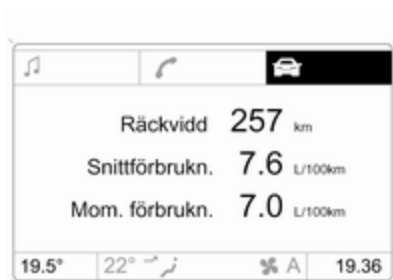 Räckvidd 257 km
Snittförbrukn. 7.6 L/100km
Mom. förbrukn. 7.0 L/100km
19.5° 22° A 19.36